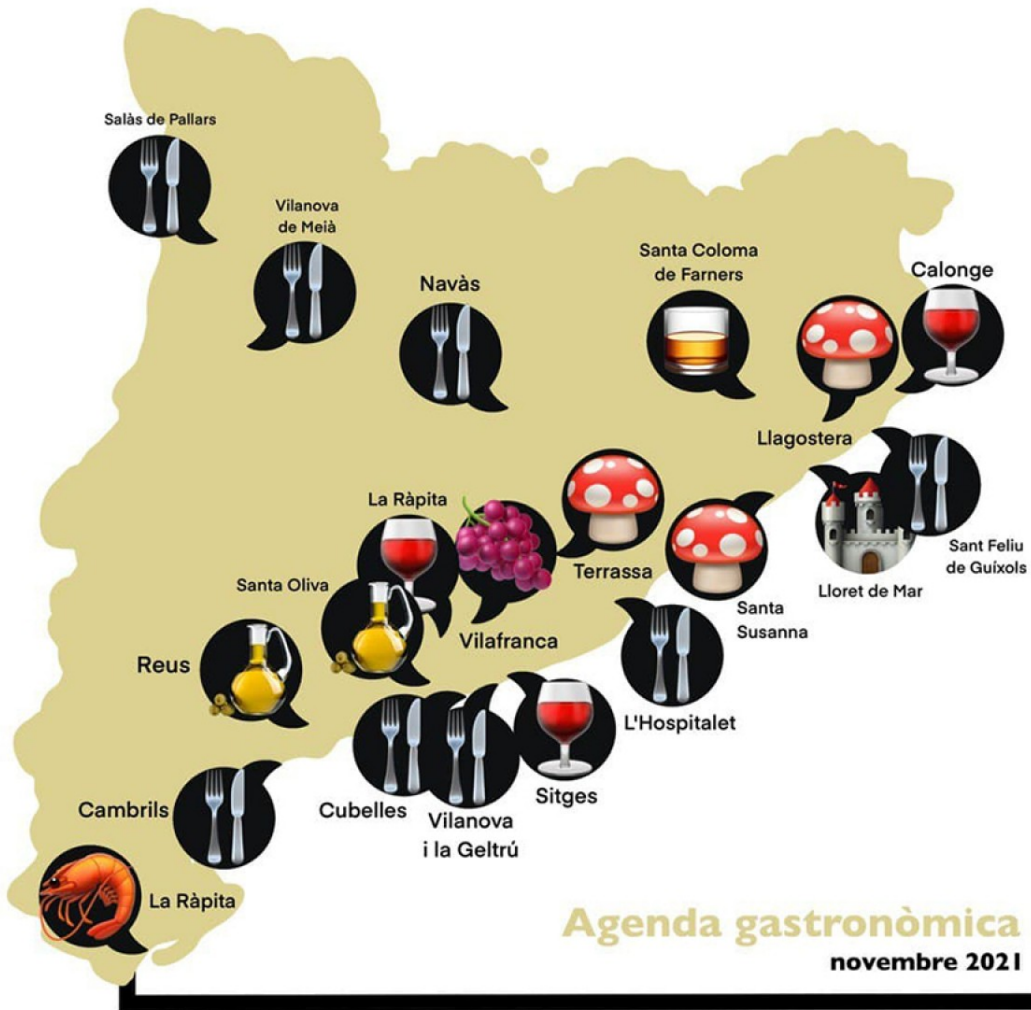 Salàs de Pallars
Vilanova
de Meià
Navàs
Santa Coloma
de Farners
Calonge
Llagostera
La Ràpita
Santa Oliva
Terrassa
Sant Feliu
de Guíxols
Lloret de Mar
Santa
Susanna
Vilafranca
Reus
L'Hospitalet
Sitges
Cambrils
Cubelles
Vilanova
i la Geltrú
La Ràpita
Agenda gastronòmica
novembre 2021